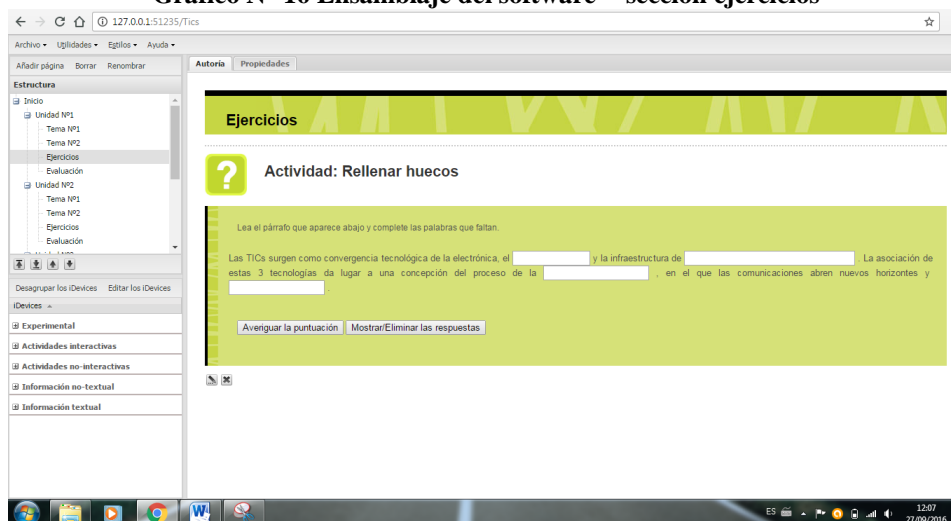 Gráfico Nº 16 Ensamblaje del software – sección ejercicios
127.0.0.1:51235/Tics
Archivo Utilidades Estilos Ayuda
Añadir página Borrar Renombrar
Autoría Propiedades
Estructura
Inicio
Unidad Nº1
Tema Nº1
Tema Nº2
Ejercicios
Evaluación
Unidad Nº2
Tema Nº1
Tema Nº2
Ejercicios
Evaluación
Desagrupar los iDevices Editar los iDevices
iDevices
Experimental
Actividades interactivas
Actividades no-interactivas
Información no-textual
Información textual
Ejercicios
?
Actividad: Rellenar huecos
Lea el párrafo que aparece abajo y complete las palabras que faltan.
Las TICs surgen como convergencia tecnológica de la electrónica, el y la infraestructura de . La asociación de
estas 3 tecnologías da lugar a una concepción del proceso de la , en el que las comunicaciones abren nuevos horizontes y
.
Averiguar la puntuación Mostrar/Eliminar las respuestas
ES
12:07
27/09/2016